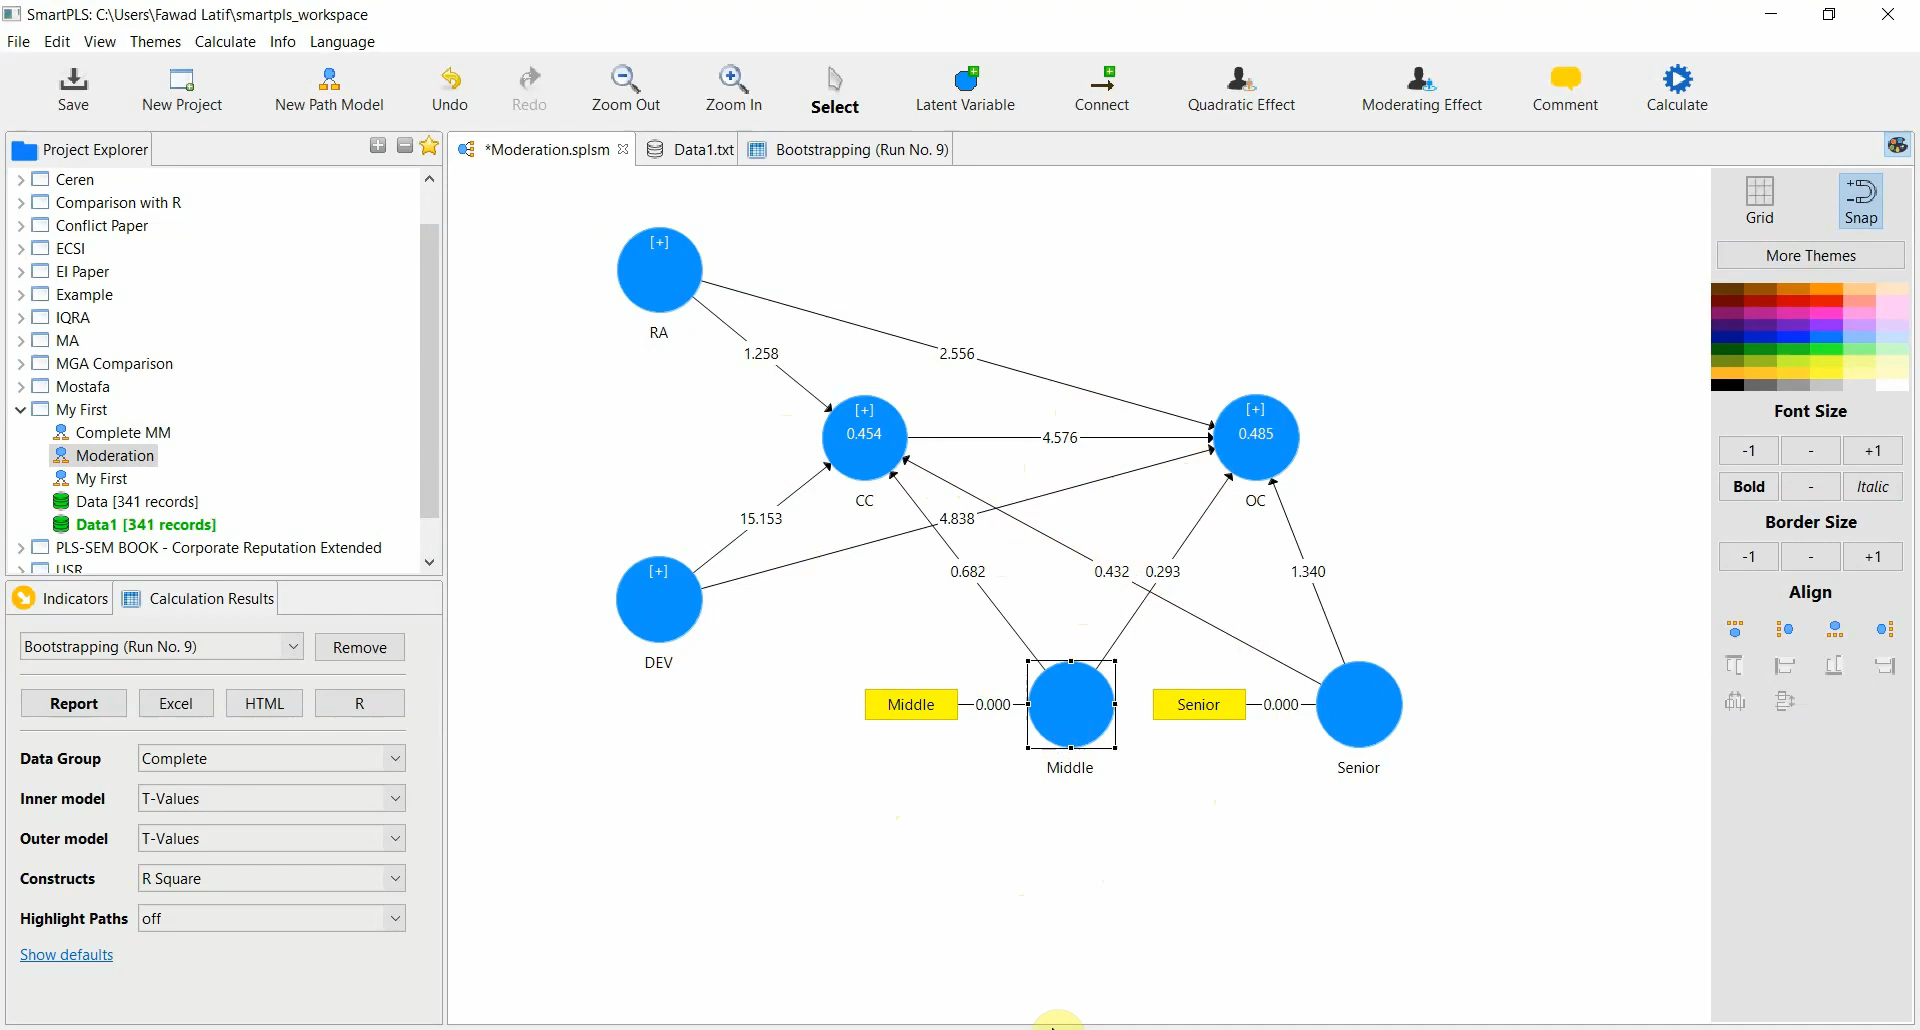 SmartPLS: C:\Users\Fawad Latif\smartpls_workspace
File Edit View Themes Calculate Info Language
Save New Project New Path Model Undo Redo Zoom Out Zoom In Select Latent Variable Connect Quadratic Effect Moderating Effect Comment Calculate
Project Explorer
*Moderation.splsm Data1.txt Bootstrapping (Run No. 9)
Ceren
Comparison with R
Conflict Paper
ECSI
EI Paper
Example
IQRA
MA
MGA Comparison
Mostafa
My First
Complete MM
Moderation
My First
Data [341 records]
Data1 [341 records]
PLS-SEM BOOK - Corporate Reputation Extended
USR
Indicators Calculation Results
Bootstrapping (Run No. 9) Remove
Report Excel HTML R
Data Group Complete
Inner model T-Values
Outer model T-Values
Constructs R Square
Highlight Paths off
Show defaults
[+]
RA
1.258 2.556
[+] [+]
0.454 4.576 0.485
CC OC
15.153 4.838
[+] 0.682 0.432 0.293 1.340
DEV
Middle 0.000 Senior 0.000
Middle Senior
Grid Snap
More Themes
Font Size
-1 - +1
Bold - Italic
Border Size
-1 - +1
Align